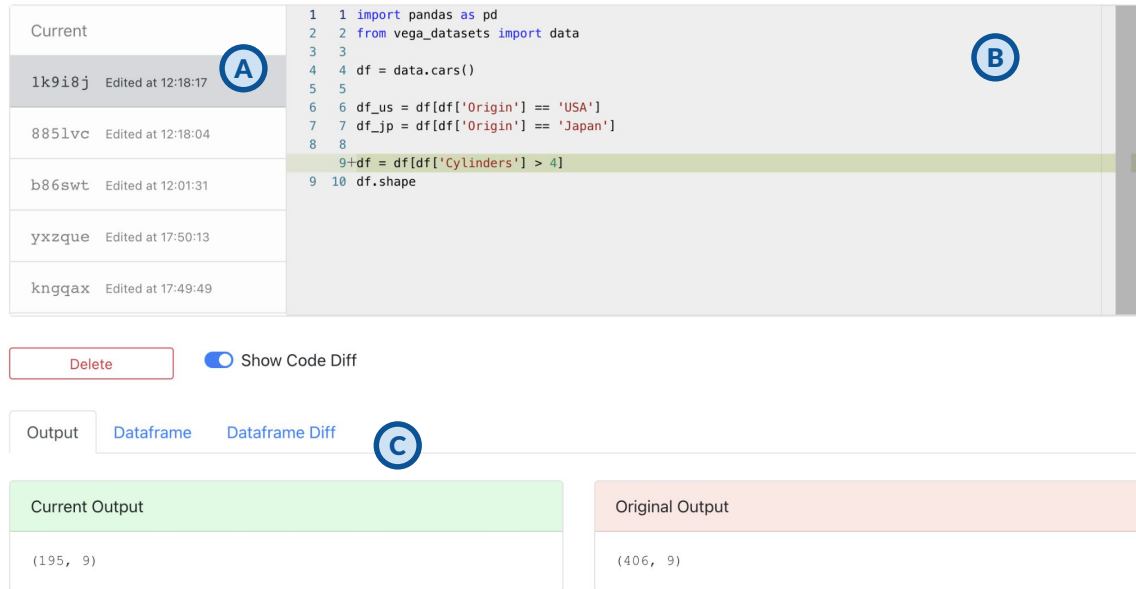 Current
1k9i8j Edited at 12:18:17
A
885lvc Edited at 12:18:04
b86swt Edited at 12:01:31
yxzque Edited at 17:50:13
kngqax Edited at 17:49:49
1 1 import pandas as pd
2 2 from vega_datasets import data
3 3
4 4 df = data.cars()
5 5
6 6 df_us = df[df['Origin'] == 'USA']
7 7 df_jp = df[df['Origin'] == 'Japan']
8 8
9+df = df[df['Cylinders'] > 4]
9 10 df.shape
B
Delete
Show Code Diff
Output Dataframe Dataframe Diff
C
Current Output
(195, 9)
Original Output
(406, 9)